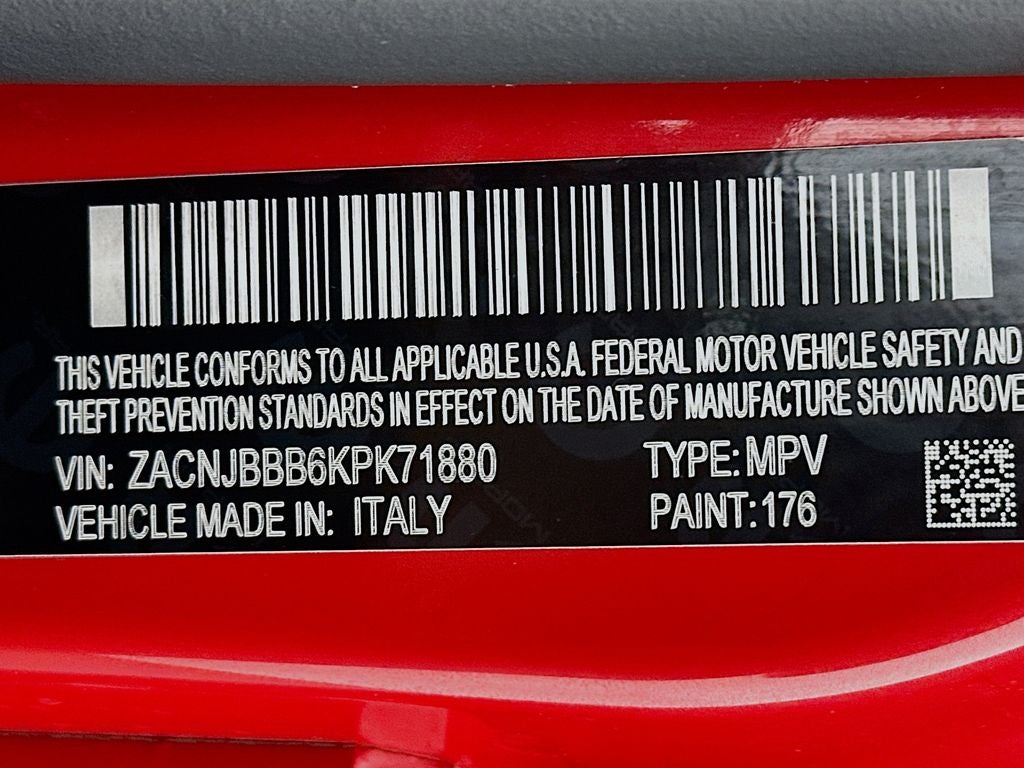 THIS VEHICLE CONFORMS TO ALL APPLICABLE U.S.A. FEDERAL MOTOR VEHICLE SAFETY AND
THEFT PREVENTION STANDARDS IN EFFECT ON THE DATE OF MANUFACTURE SHOWN ABOVE
VIN: ZACNJBBB6KPK71880 TYPE: MPV
VEHICLE MADE IN: ITALY PAINT: 176